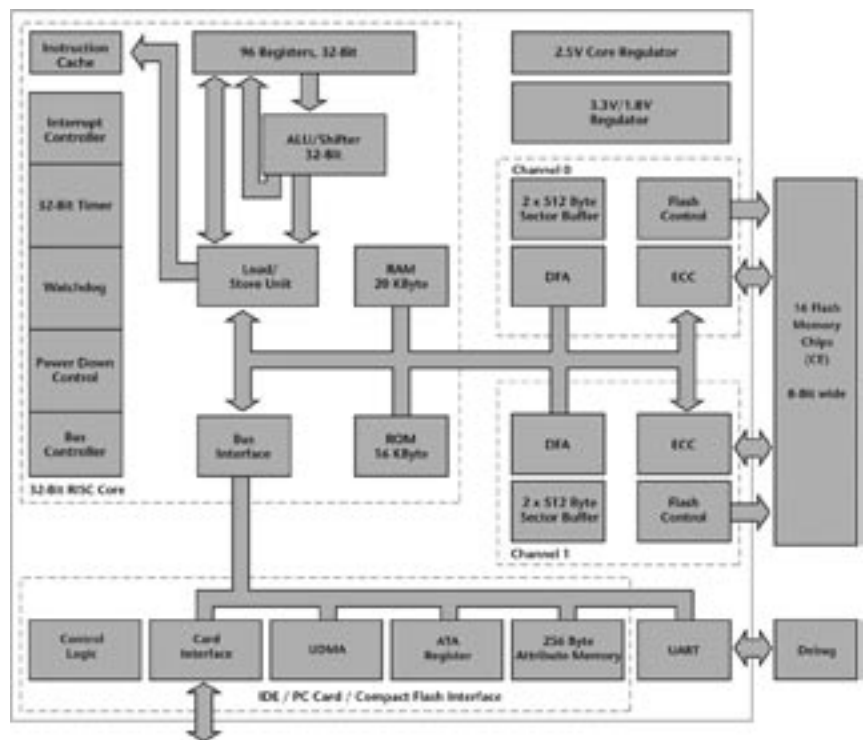 Instruction
Cache
96 Registers, 32-Bit
2.5V Core Regulator
3.3V/1.8V
Regulator
Interrupt
Controller
ALU/Shifter
32-Bit
32-Bit Timer
Watchdog
Power Down
Control
Bus
Controller
Load/
Store Unit
RAM
20 KByte
Bus
Interface
ROM
16 KByte
32-Bit RISC Core
Channel 0
2 x 512 Byte
Sector Buffer
Flash
Control
DFA
ECC
16 Flash
Memory
Chips
(CE)
8-Bit wide
DFA
ECC
2 x 512 Byte
Sector Buffer
Flash
Control
Channel 1
Control
Logic
Card
Interface
UDMA
ATA
Register
256 Byte
Attribute Memory
UART
Debug
IDE / PC Card / Compact Flash Interface